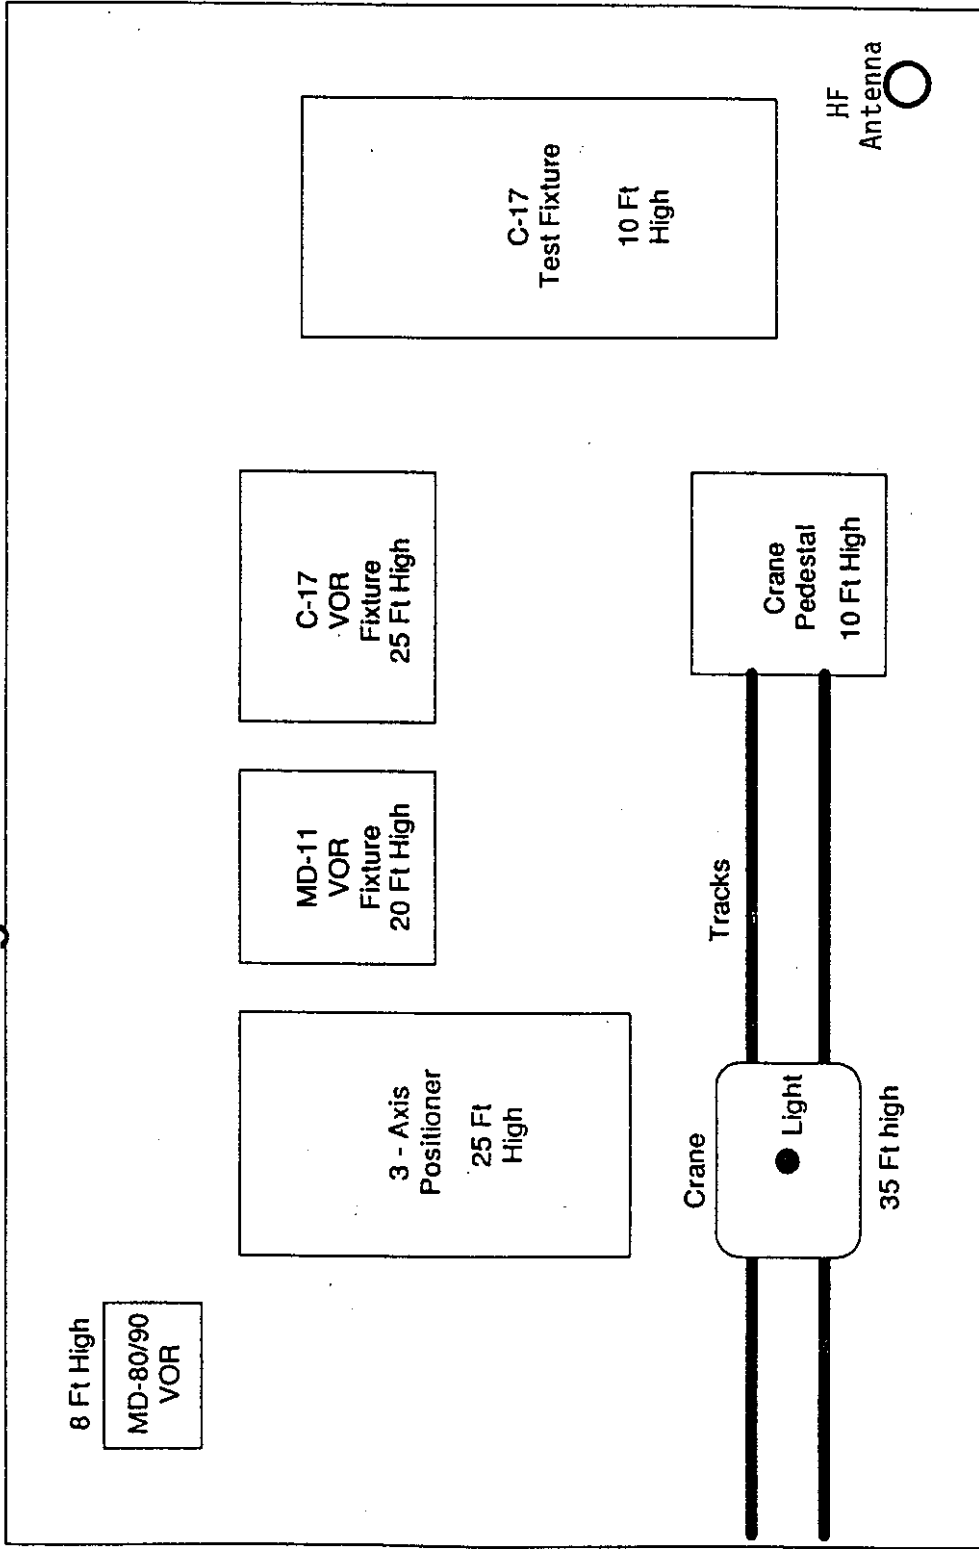 8 Ft High
MD-80/90
VOR
3 - Axis
Positioner
25 Ft
High
MD-11
VOR
Fixture
20 Ft High
C-17
VOR
Fixture
25 Ft High
C-17
Test Fixture
10 Ft
High
Crane
Light
35 Ft high
Tracks
Crane
Pedestal
10 Ft High
HF
Antenna